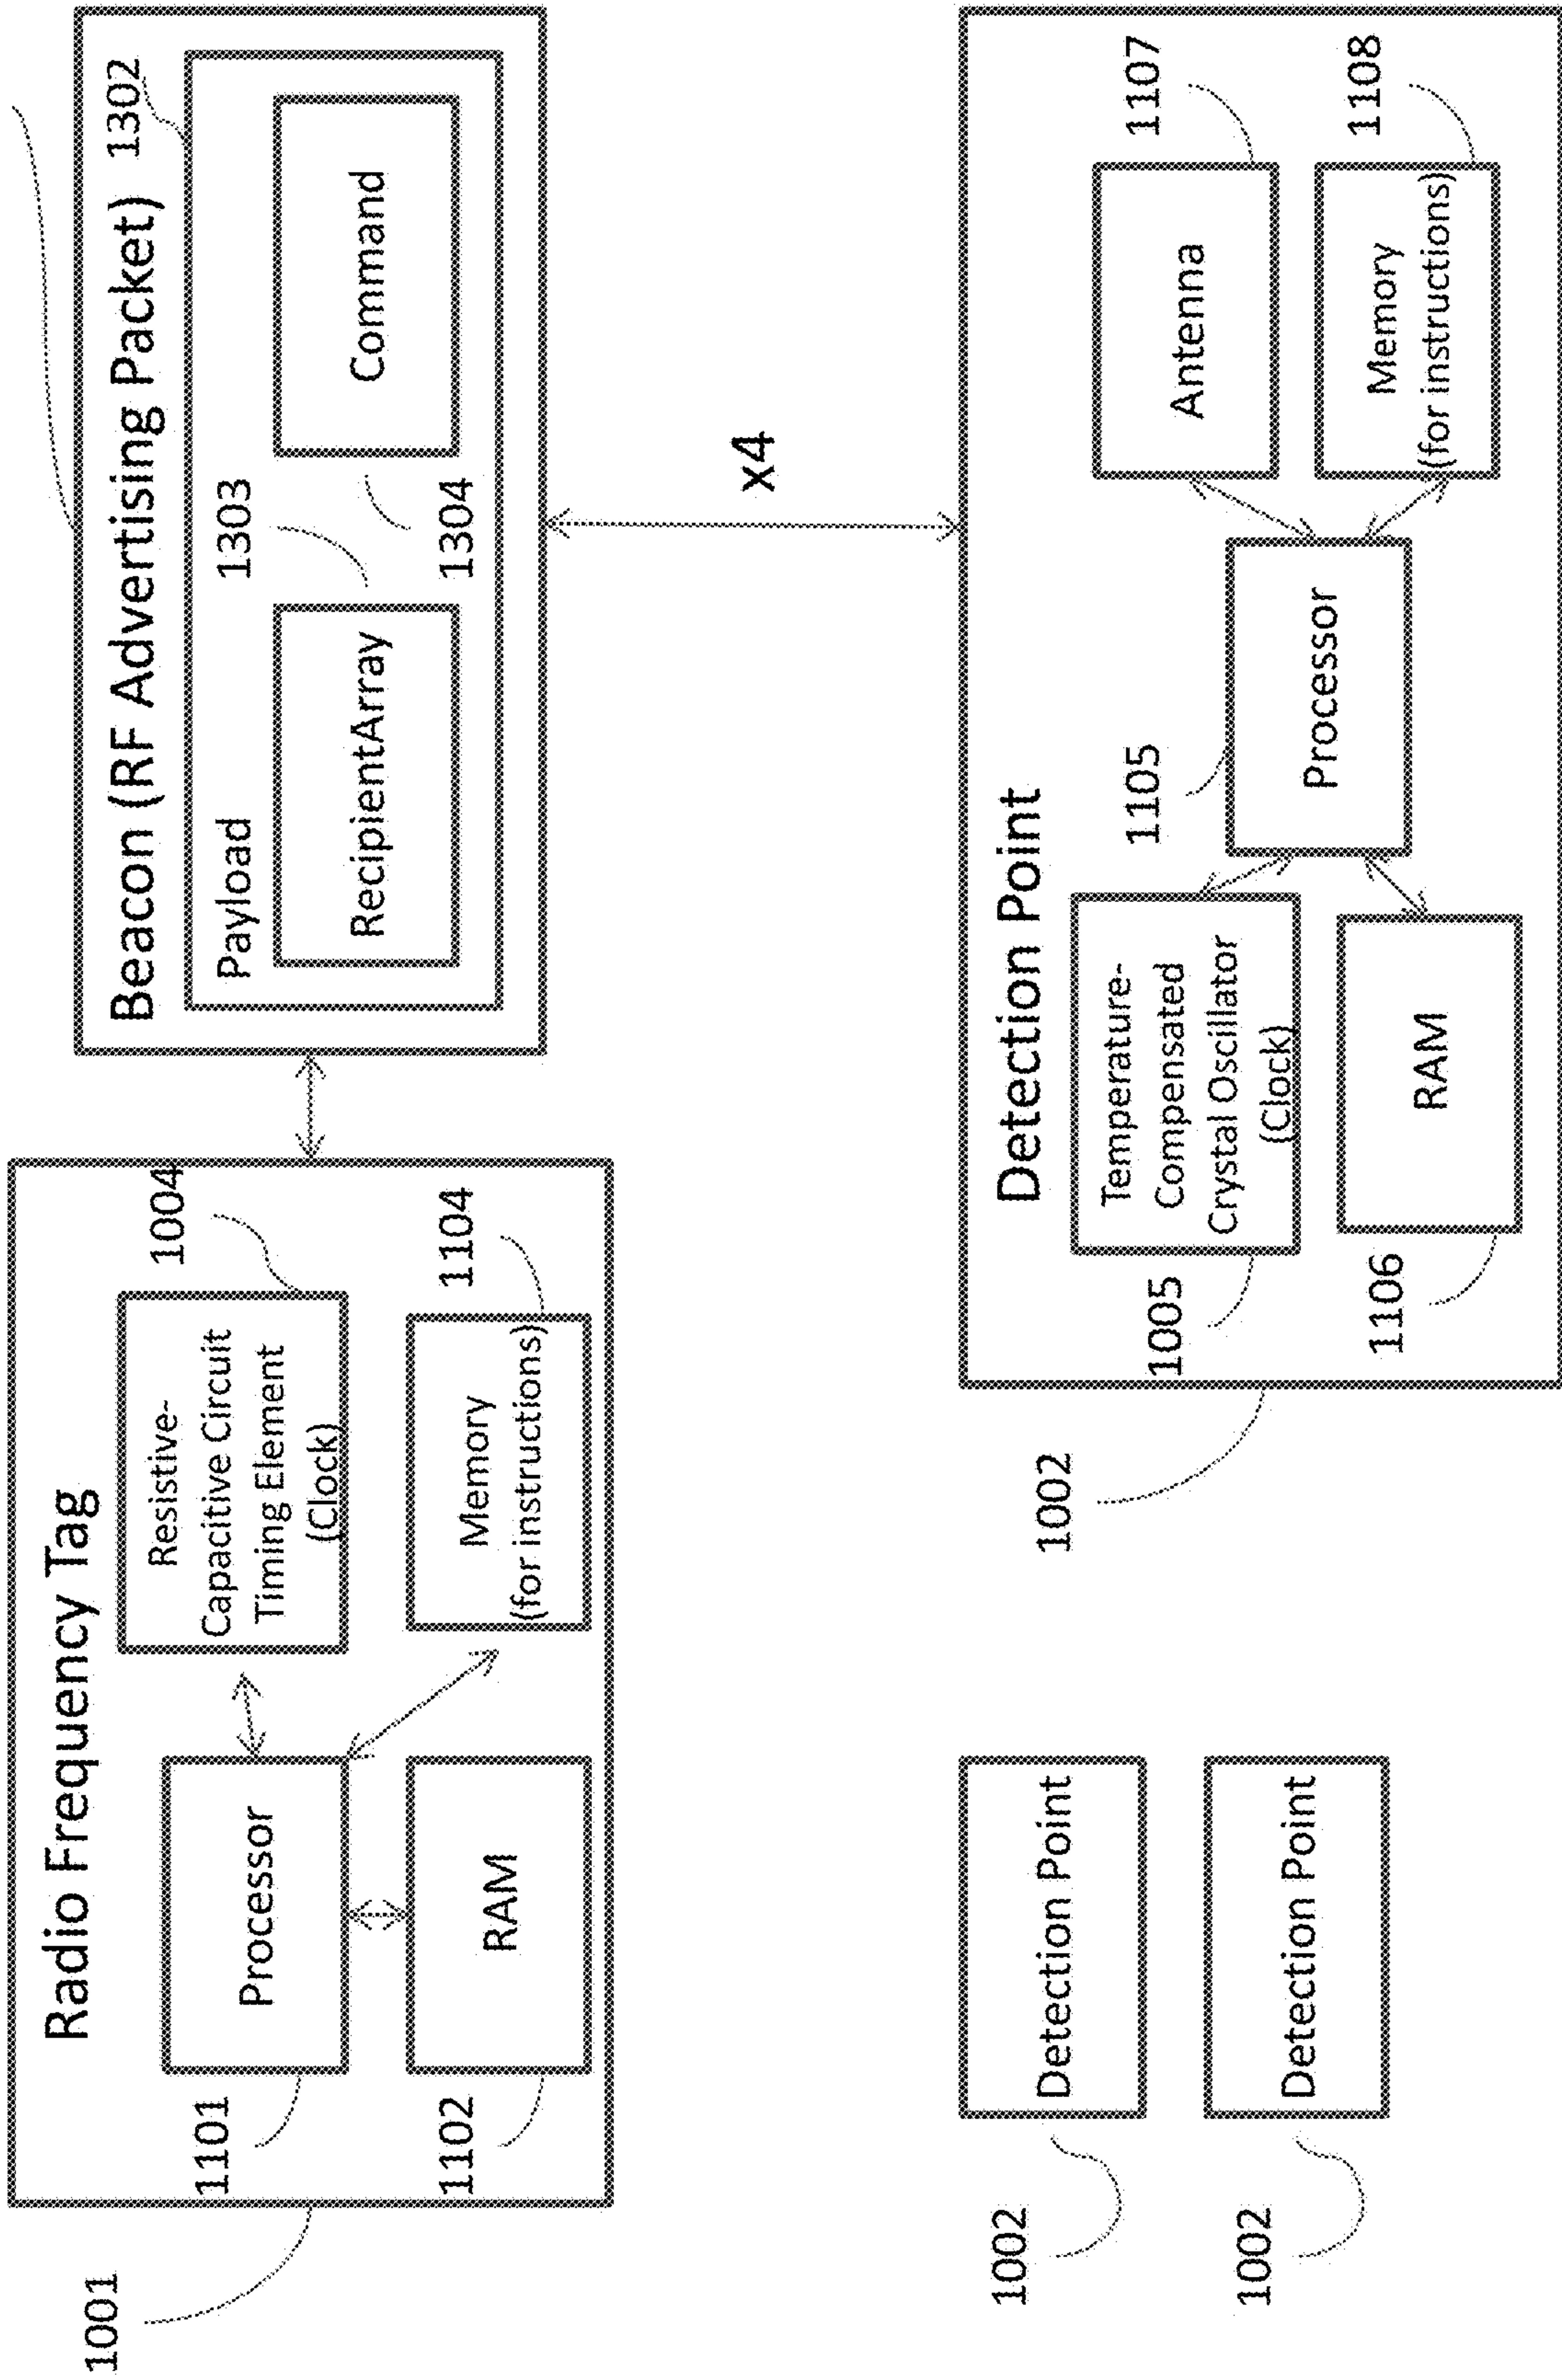 1001
Radio Frequency Tag
1101
Processor
1102
RAM
1004
Resistive-
Capacitive Circuit
Timing Element
(Clock)
1104
Memory
(for instructions)
Beacon (RF Advertising Packet)
1302
Payload
1303
RecipientArray
1304
Command
x4
1002
Detection Point
1002
Detection Point
1002
Detection Point
1005
Temperature-
Compensated
Crystal Oscillator
(Clock)
1106
RAM
1105
Processor
1107
Antenna
1108
Memory
(for instructions)